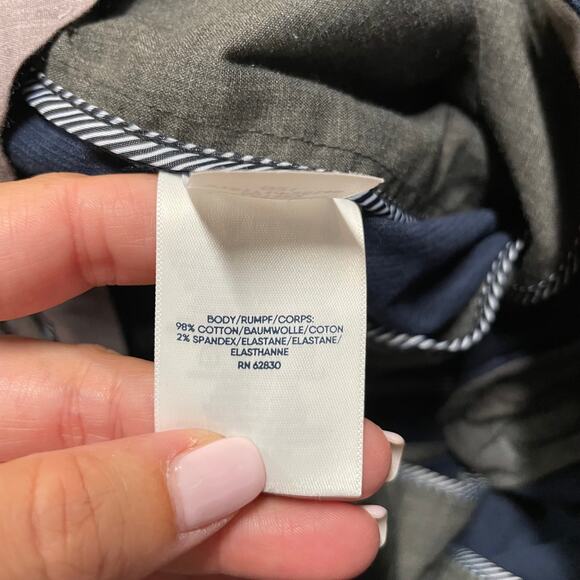 BODY/RUMPF/CORPS:
98% COTTON/BAUMWOLLE/COTON
2% SPANDEX/ELASTANE/ELASTANE/
ELASTHANNE
RN 62830